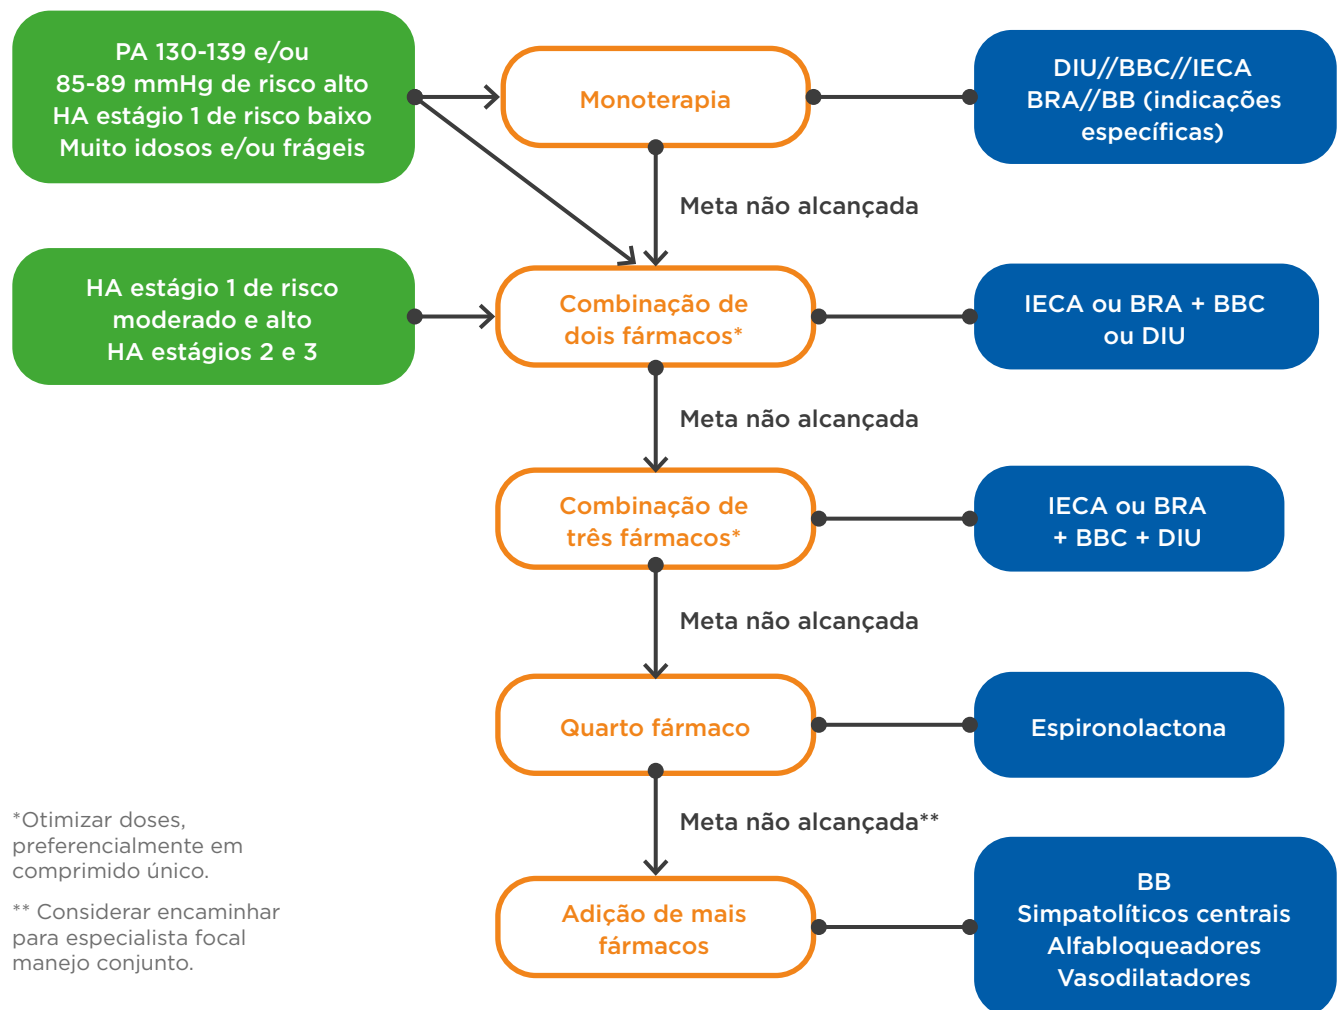 PA 130-139 e/ou
85-89 mmHg de risco alto
HA estágio 1 de risco baixo
Muito idosos e/ou frágeis
Monoterapia
DIU//BBC//IECA
BRA//BB (indicações
específicas)
Meta não alcançada
HA estágio 1 de risco
moderado e alto
HA estágios 2 e 3
Combinação de
dois fármacos*
IECA ou BRA + BBC
ou DIU
Meta não alcançada
Combinação de
três fármacos*
IECA ou BRA
+ BBC + DIU
Meta não alcançada
Quarto fármaco
Espironolactona
Meta não alcançada**
Adição de mais
fármacos
BB
Simpatolíticos centrais
Alfabloqueadores
Vasodilatadores
*Otimizar doses,
preferencialmente em
comprimido único.
** Considerar encaminhar
para especialista focal
manejo conjunto.